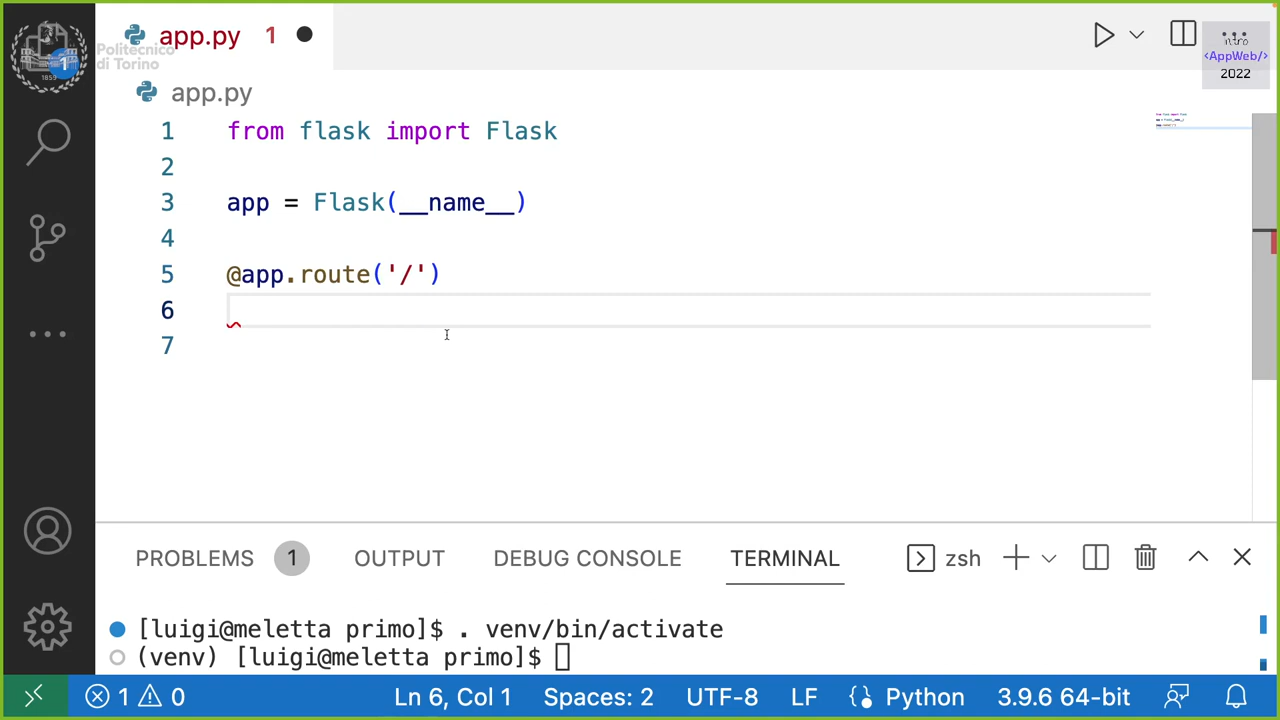 app.py 1
Politecnico
di Torino
1
1859
Intro
<AppWeb/>
2022
app.py
1 from flask import Flask
2
3 app = Flask(__name__)
4
5 @app.route('/')
6
7
PROBLEMS 1 OUTPUT DEBUG CONSOLE TERMINAL zsh
[luigi@meletta primo]$ . venv/bin/activate
(venv) [luigi@meletta primo]$
1 0 Ln 6, Col 1 Spaces: 2 UTF-8 LF Python 3.9.6 64-bit